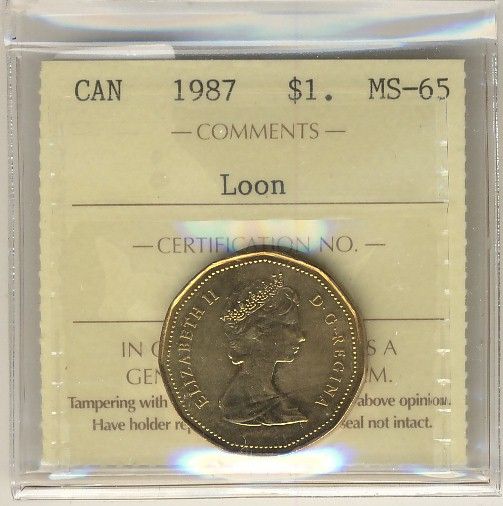 CAN 1987 $1. MS-65
— COMMENTS —
Loon
— CERTIFICATION NO. —
IN
S A
GEN
M.
Tampering with above opinion.
Have holder seal not intact.
ELIZABETH II D·G·REGINA